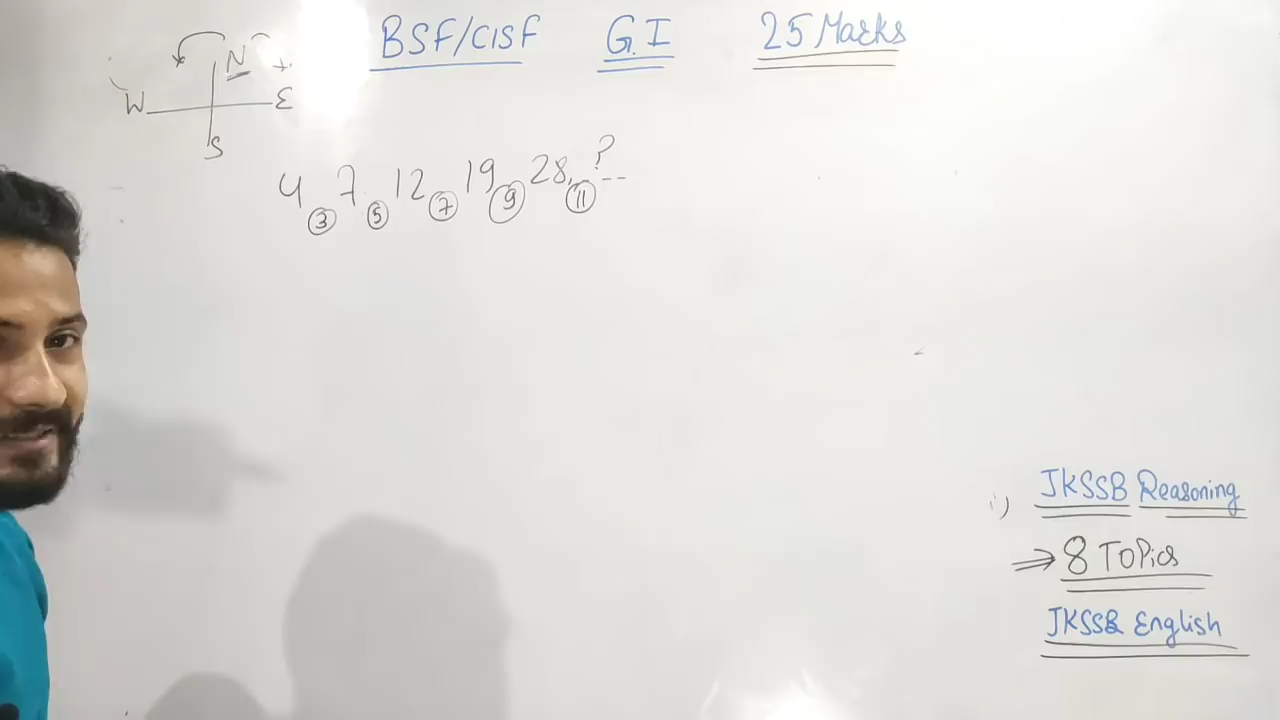 BSF/CISF G.I 25 Marks
N
W E
S
4 7 12 19 28, ?
3 5 7 9 11
i) JKSSB Reasoning
⇒ 8 Topics
JKSSB English